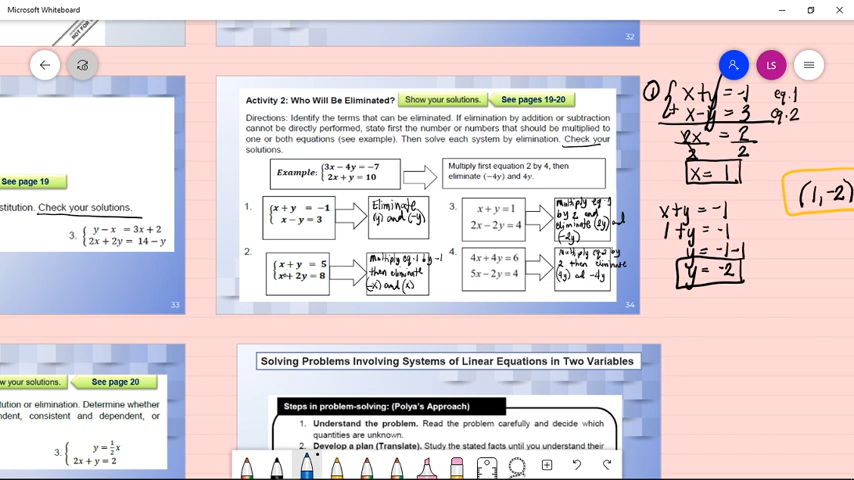 Microsoft Whiteboard
NOT FOR
32
LS
See page 19
stitution. Check your solutions.
3. { y − x = 3x + 2
2x + 2y = 14 − y
33
Activity 2: Who Will Be Eliminated? Show your solutions. See pages 19-20
Directions: Identify the terms that can be eliminated. If elimination by addition or subtraction
cannot be directly performed, state first the number or numbers that should be multiplied to
one or both equations (see example). Then solve each system by elimination. Check your
solutions.
Example: {3x − 4y = −7
2x + y = 10
Multiply first equation 2 by 4, then
eliminate (−4y) and 4y.
1. {x + y = −1
x − y = 3
Eliminate
(y) and (-y)
2. {x + y = 5
x + 2y = 8
Multiply eq. 1 by -1
then eliminate
(-x) and (x)
3. x + y = 1
2x − 2y = 4
Multiply eq. 1
by 2 and
eliminate (2y) and
(-2y)
4. 4x + 4y = 6
5x − 2y = 4
Multiply eq. 2 by
2 then eliminate
(4y) and -4y
34
① { x+y = -1 eq. 1
+ x-y = 3 eq. 2
2x = 2
2 2
x = 1
x+y = -1
1+y = -1
y = -1-1
y = -2
(1, -2)
w your solutions. See page 20
ution or elimination. Determine whether
ndent, consistent and dependent, or
3. { y = ½x
2x + y = 2
Solving Problems Involving Systems of Linear Equations in Two Variables
Steps in problem-solving: (Polya's Approach)
1. Understand the problem. Read the problem carefully and decide which
quantities are unknown.
2. Develop a plan (Translate). Study the stated facts until you understand their